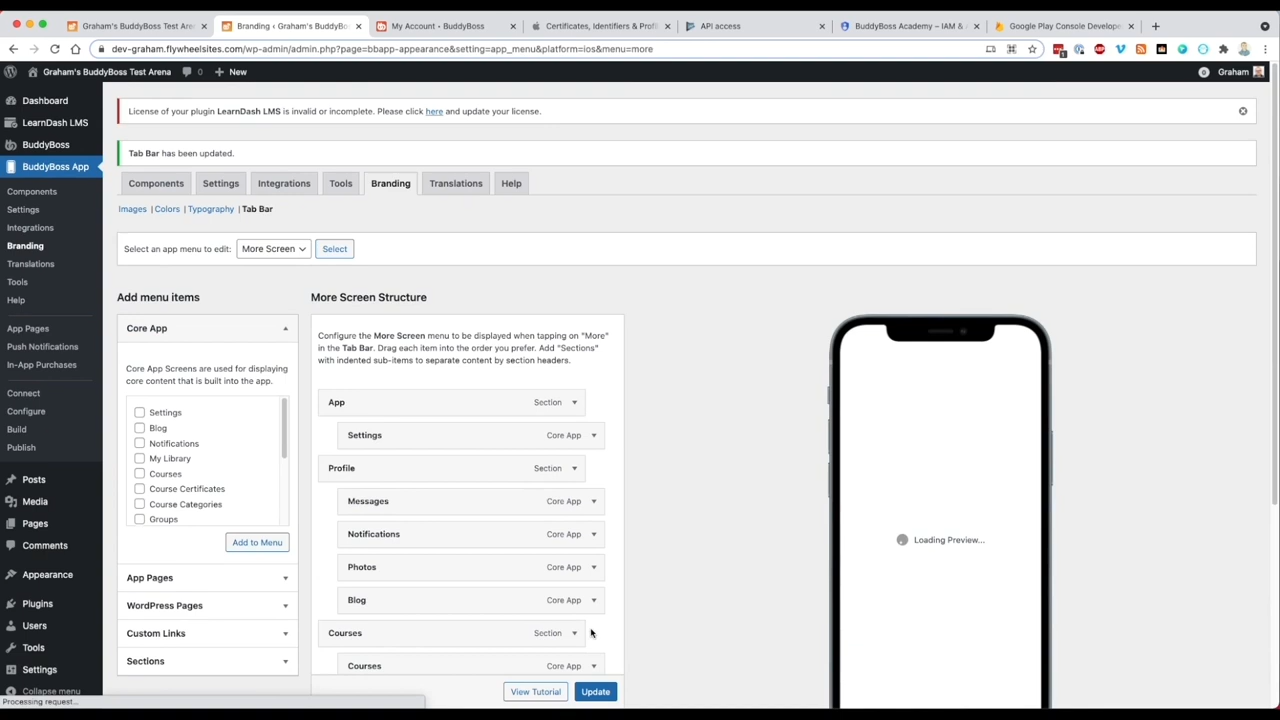 Graham's BuddyBoss Test Aren
Branding ‹ Graham's BuddyBos
My Account ‹ BuddyBoss
Certificates, Identifiers & Profi
API access
BuddyBoss Academy – IAM & A
Google Play Console Develope
dev-graham.flywheelsites.com/wp-admin/admin.php?page=bbapp-appearance&setting=app_menu&platform=ios&menu=more
Graham's BuddyBoss Test Arena
0
New
Graham
Dashboard
LearnDash LMS
BuddyBoss
BuddyBoss App
Components
Settings
Integrations
Branding
Translations
Tools
Help
App Pages
Push Notifications
In-App Purchases
Connect
Configure
Build
Publish
Posts
Media
Pages
Comments
Appearance
Plugins
Users
Tools
Settings
Collapse menu
Processing request...
License of your plugin LearnDash LMS is invalid or incomplete. Please click here and update your license.
Tab Bar has been updated.
Components
Settings
Integrations
Tools
Branding
Translations
Help
Images | Colors | Typography | Tab Bar
Select an app menu to edit: More Screen Select
Add menu items
Core App
Core App Screens are used for displaying
core content that is built into the app.
Settings
Blog
Notifications
My Library
Courses
Course Certificates
Course Categories
Groups
Add to Menu
App Pages
WordPress Pages
Custom Links
Sections
More Screen Structure
Configure the More Screen menu to be displayed when tapping on "More"
in the Tab Bar. Drag each item into the order you prefer. Add "Sections"
with indented sub-items to separate content by section headers.
App Section
Settings Core App
Profile Section
Messages Core App
Notifications Core App
Photos Core App
Blog Core App
Courses Section
Courses Core App
View Tutorial
Update
Loading Preview...